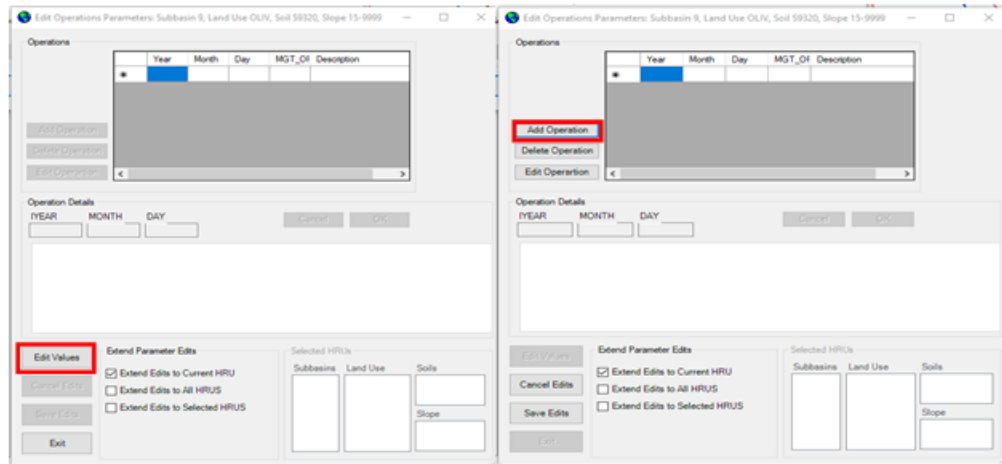 Edit Operations Parameters: Subbasin 9, Land Use OLIV, Soil 59320, Slope 15-9999
Operations
Year Month Day MGT_OF Description
Add Operation
Delete Operation
Edit Operartion
Operation Details
IYEAR MONTH DAY
Cancel OK
Edit Values
Cancel Edits
Save Edits
Exit
Extend Parameter Edits
Extend Edits to Current HRU
Extend Edits to All HRUS
Extend Edits to Selected HRUS
Selected HRUs
Subbasins Land Use Soils
Slope
Edit Operations Parameters: Subbasin 9, Land Use OLIV, Soil 59320, Slope 15-9999
Operations
Year Month Day MGT_OF Description
Add Operation
Delete Operation
Edit Operartion
Operation Details
IYEAR MONTH DAY
Cancel OK
Edit Values
Cancel Edits
Save Edits
Exit
Extend Parameter Edits
Extend Edits to Current HRU
Extend Edits to All HRUS
Extend Edits to Selected HRUS
Selected HRUs
Subbasins Land Use Soils
Slope